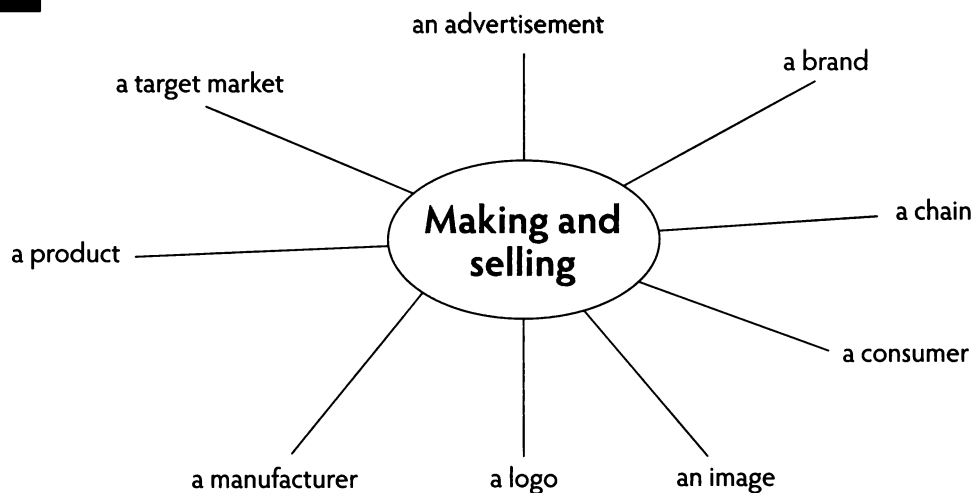 an advertisement
a target market
a brand
a product
Making and
selling
a chain
a consumer
a manufacturer
a logo
an image